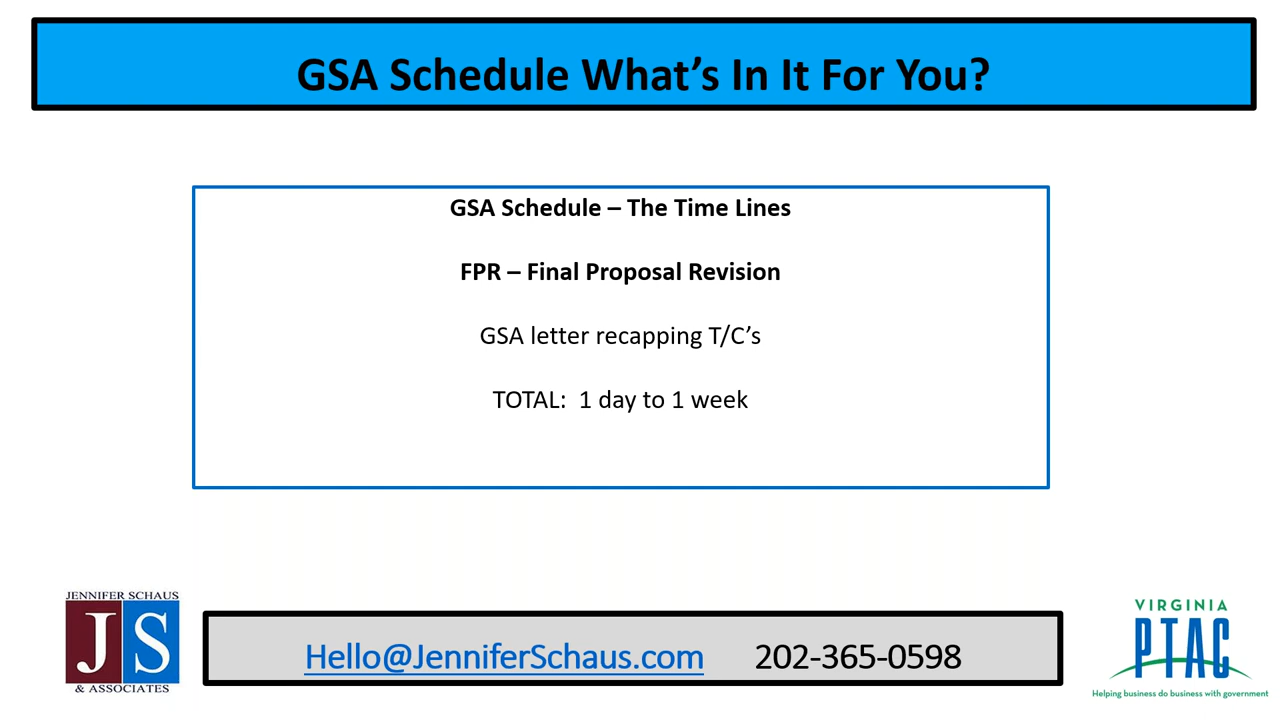 GSA Schedule What’s In It For You?
GSA Schedule – The Time Lines
FPR – Final Proposal Revision
GSA letter recapping T/C’s
TOTAL:  1 day to 1 week
JENNIFER SCHAUS
JS
& ASSOCIATES
Hello@JenniferSchaus.com 202-365-0598
VIRGINIA
PTAC
Helping business do business with government